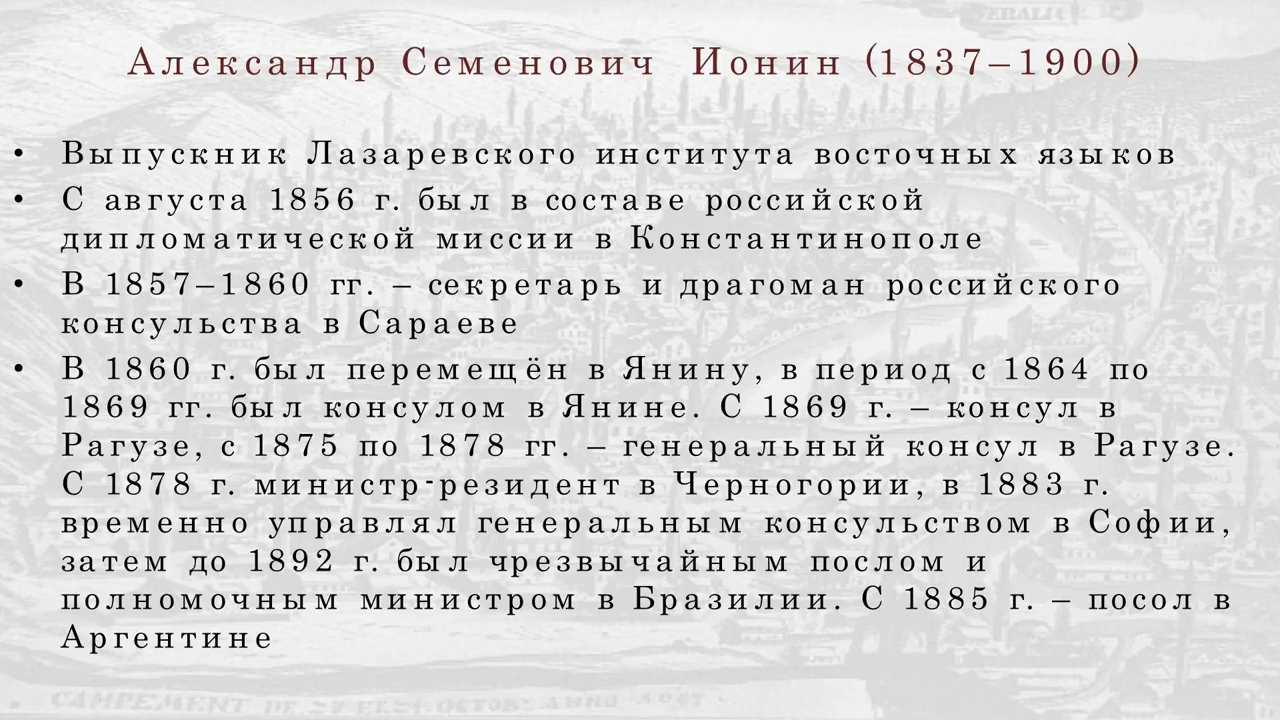 Александр Семенович Ионин (1837–1900)
• Выпускник Лазаревского института восточных языков
• С августа 1856 г. был в составе российской
дипломатической миссии в Константинополе
• В 1857–1860 гг. – секретарь и драгоман российского
консульства в Сараеве
• В 1860 г. был перемещён в Янину, в период с 1864 по
1869 гг. был консулом в Янине. С 1869 г. – консул в
Рагузе, с 1875 по 1878 гг. – генеральный консул в Рагузе.
С 1878 г. министр-резидент в Черногории, в 1883 г.
временно управлял генеральным консульством в Софии,
затем до 1892 г. был чрезвычайным послом и
полномочным министром в Бразилии. С 1885 г. – посол в
Аргентине
CAMPEMENT DE